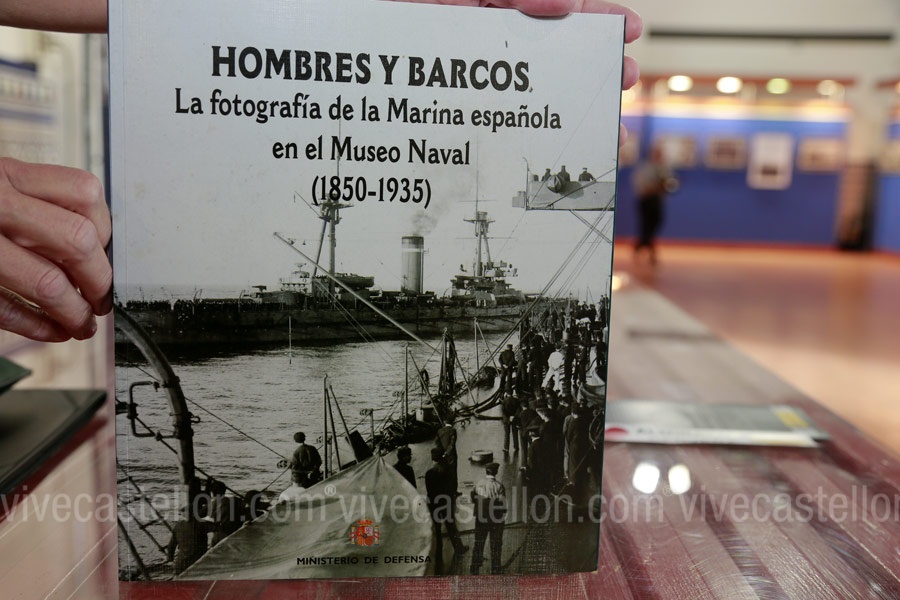 HOMBRES Y BARCOS
La fotografía de la Marina española
en el Museo Naval
(1850-1935)
vivecastellon.com vivecastellon.com vivecastellon.com vivecastellon
MINISTERIO DE DEFENSA